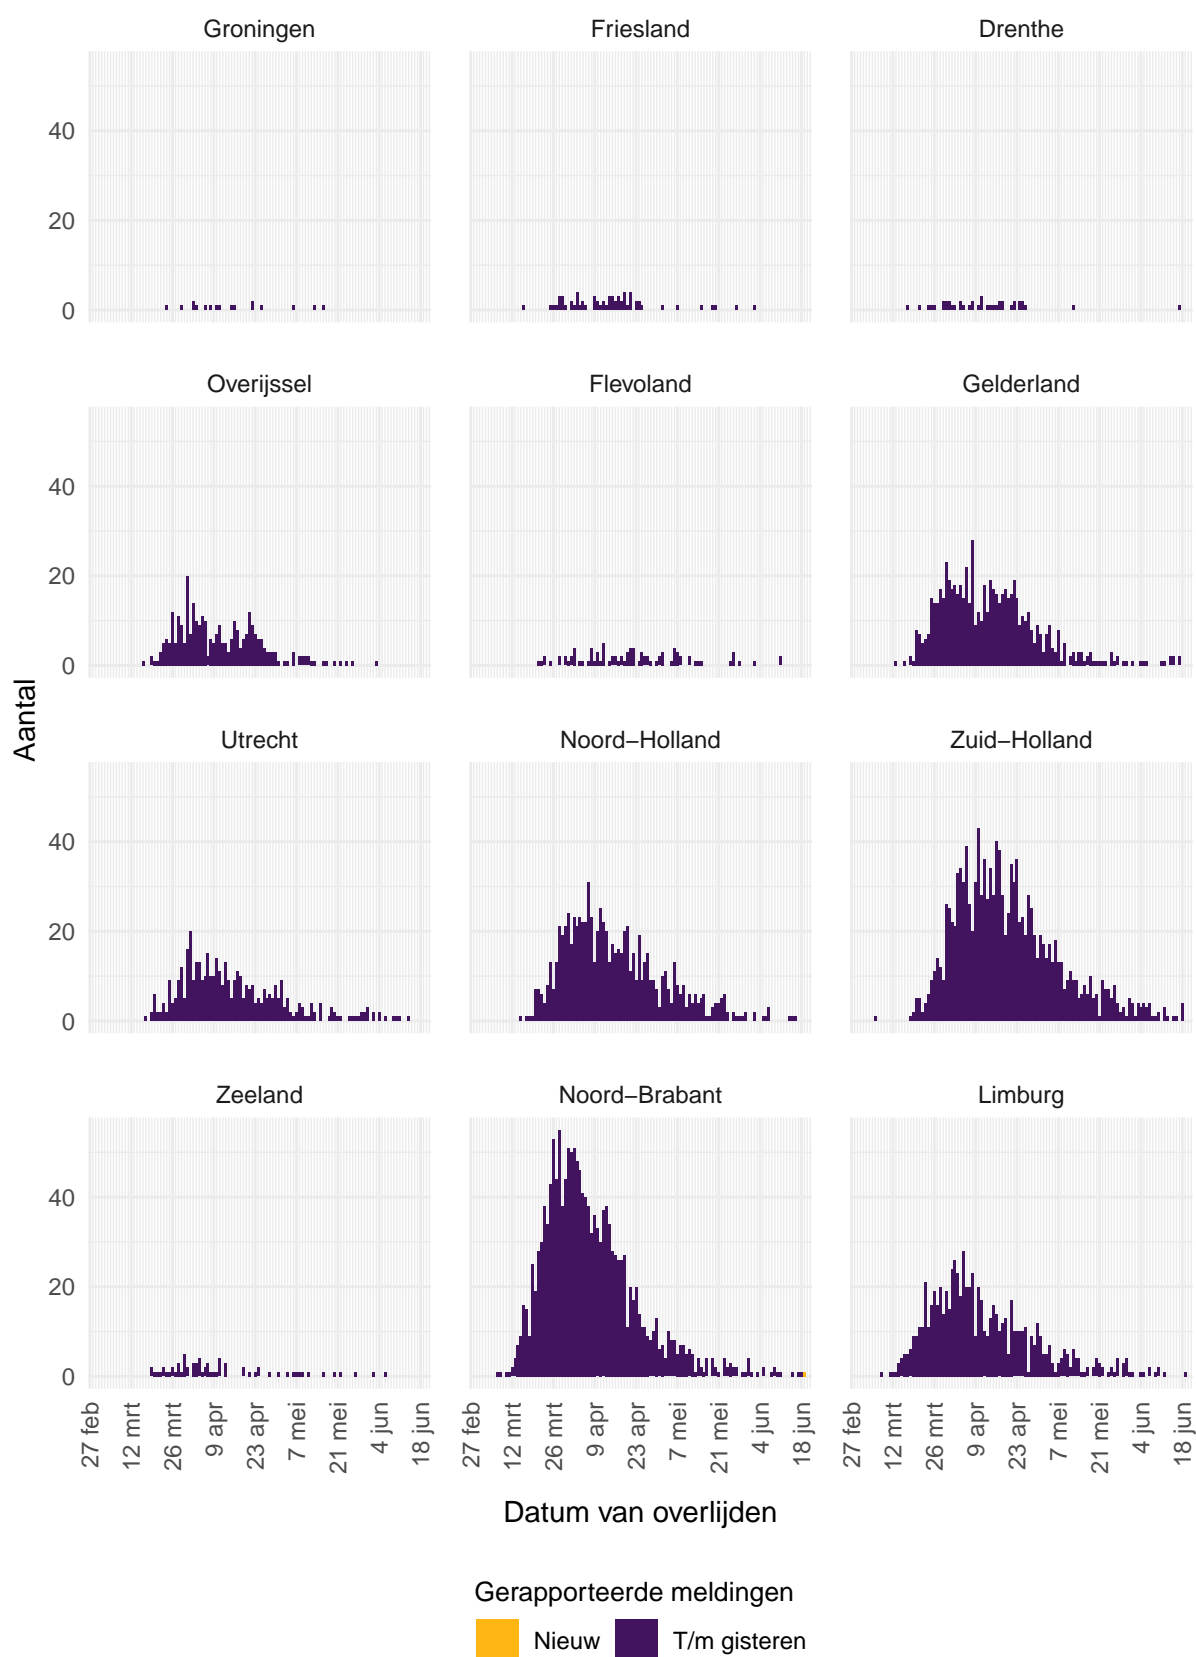 Groningen Friesland Drenthe
40
20
0
Overijssel Flevoland Gelderland
40
20
0
Aantal
Utrecht Noord−Holland Zuid−Holland
40
20
0
Zeeland Noord−Brabant Limburg
40
20
0
27 feb 12 mrt 26 mrt 9 apr 23 apr 7 mei 21 mei 4 jun 18 jun 27 feb 12 mrt 26 mrt 9 apr 23 apr 7 mei 21 mei 4 jun 18 jun 27 feb 12 mrt 26 mrt 9 apr 23 apr 7 mei 21 mei 4 jun 18 jun
Datum van overlijden
Gerapporteerde meldingen
Nieuw T/m gisteren